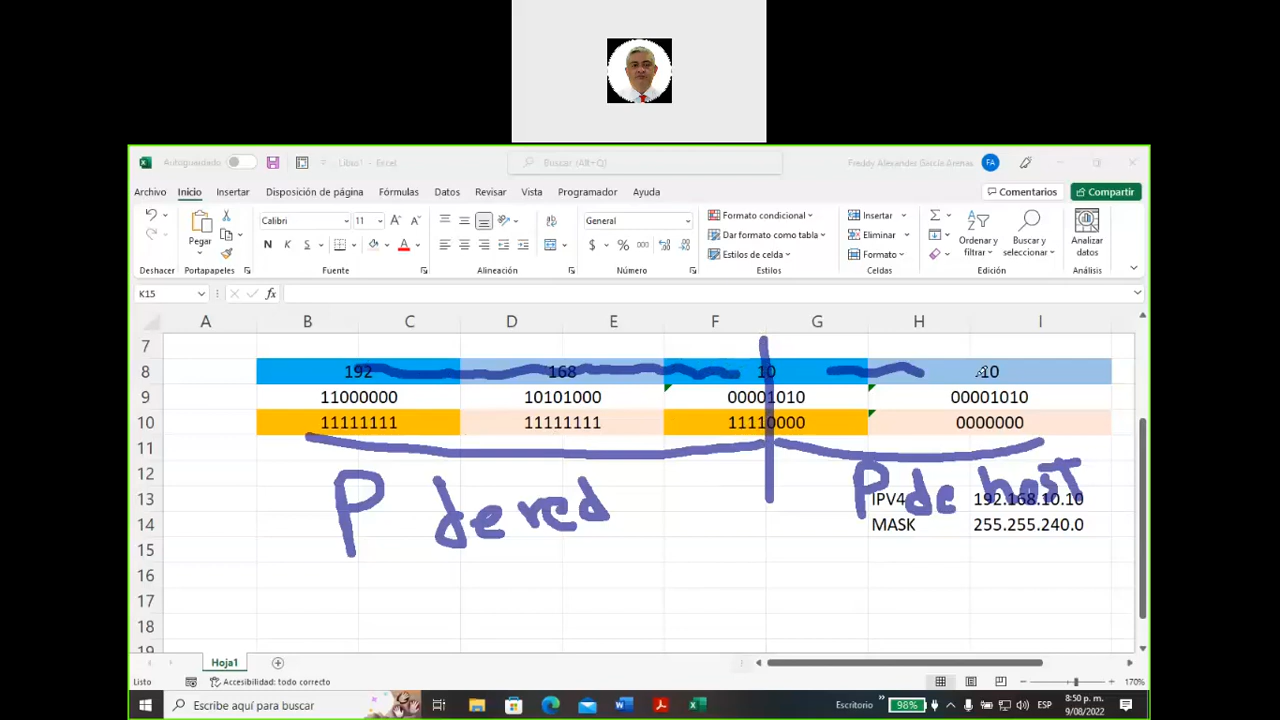 Autoguardado
Libro1 - Excel
Buscar (Alt+Q)
Freddy Alexander García Arenas
FA
Archivo Inicio Insertar Disposición de página Fórmulas Datos Revisar Vista Programador Ayuda
Comentarios
Compartir
Pegar
Calibri 11
N K S
General
$ % 000
Formato condicional
Dar formato como tabla
Estilos de celda
Insertar
Eliminar
Formato
Ordenar y filtrar
Buscar y seleccionar
Analizar datos
Deshacer Portapapeles Fuente Alineación Número Estilos Celdas Edición Análisis
K15 fx
A B C D E F G H I
7
8 192 168 10 10
9 11000000 10101000 00001010 00001010
10 11111111 11111111 11110000 0000000
11
12
P de red
P de host
13 IPV4 192.168.10.10
14 MASK 255.255.240.0
15
16
17
18
19
Hoja1
Listo Accesibilidad: todo correcto 170%
Escribe aquí para buscar
Escritorio
98%
ESP
8:50 p. m.
9/08/2022